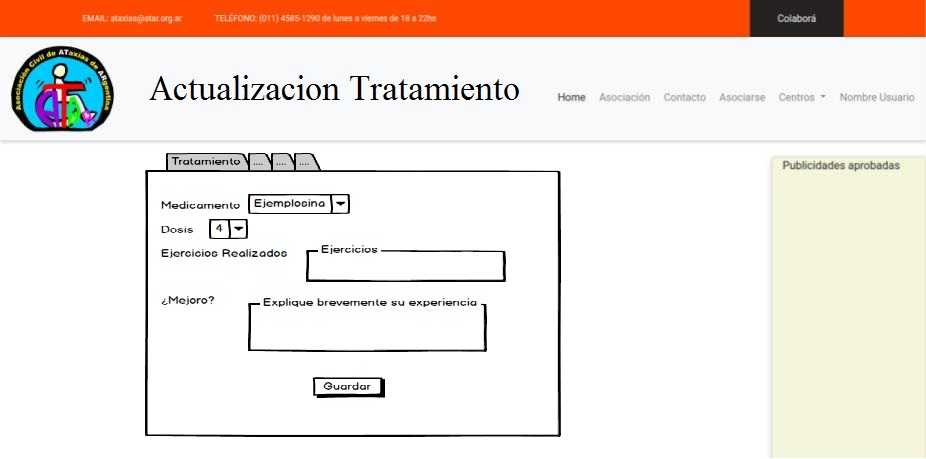 EMAIL: ataxias@atar.org.ar TELÉFONO: (011) 4585-1290 de lunes a viernes de 18 a 22hs Colaborá
Asociación Civil de ATaxias de ARgentina
Actualizacion Tratamiento
Home Asociación Contacto Asociarse Centros Nombre Usuario
Tratamiento .... .... ....
Publicidades aprobadas
Medicamento Ejemplosina
Dosis 4
Ejercicios Realizados Ejercicios
¿Mejoro? Explique brevemente su experiencia
Guardar